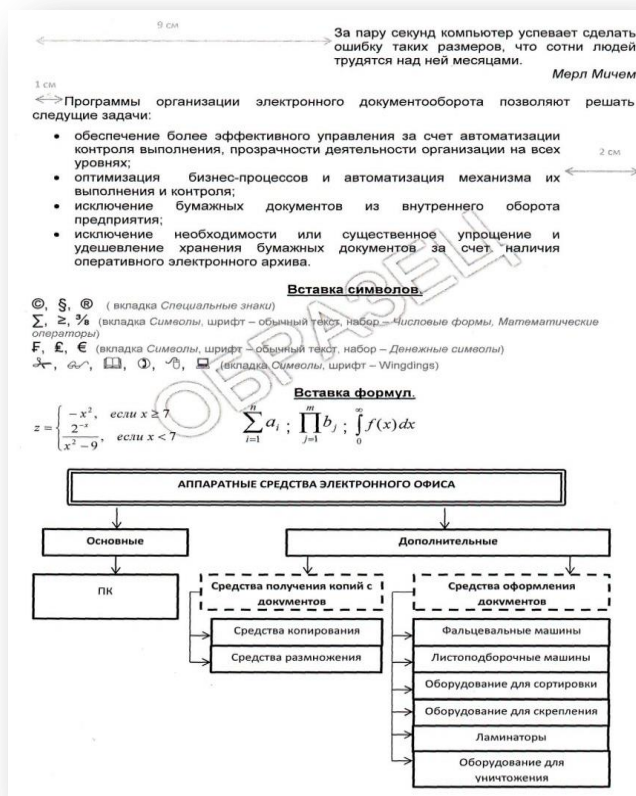 9 см
За пару секунд компьютер успевает сделать
ошибку таких размеров, что сотни людей
трудятся над ней месяцами.
Мерл Мичем
1 см
Программы организации электронного документооборота позволяют решать
следущие задачи:
• обеспечение более эффективного управления за счет автоматизации
контроля выполнения, прозрачности деятельности организации на всех
уровнях;
2 см
• оптимизация бизнес-процессов и автоматизация механизма их
выполнения и контроля;
• исключение бумажных документов из внутреннего оборота
предприятия;
• исключение необходимости или существенное упрощение и
удешевление хранения бумажных документов за счет наличия
оперативного электронного архива.
ОБРАЗЕЦ
Вставка символов.
©, §, ® ( вкладка Специальные знаки)
∑, ≥, ⅜ (вкладка Символы, шрифт – обычный текст, набор – Числовые формы, Математические
операторы)
₣, ₤, € (вкладка Символы, шрифт – обычный текст, набор – Денежные символы)
(вкладка Символы, шрифт – Wingdings)
Вставка формул.
z = { -x², если x ≥ 7
2⁻ˣ / (x² - 9), если x < 7
∑ i=1 n aᵢ ; ∏ j=1 m bⱼ ; ∫ 0 ∞ f(x)dx
АППАРАТНЫЕ СРЕДСТВА ЭЛЕКТРОННОГО ОФИСА
Основные
Дополнительные
ПК
Средства получения копий с
документов
Средства копирования
Средства размножения
Средства оформления
документов
Фальцевальные машины
Листоподборочные машины
Оборудование для сортировки
Оборудование для скрепления
Ламинаторы
Оборудование для
уничтожения